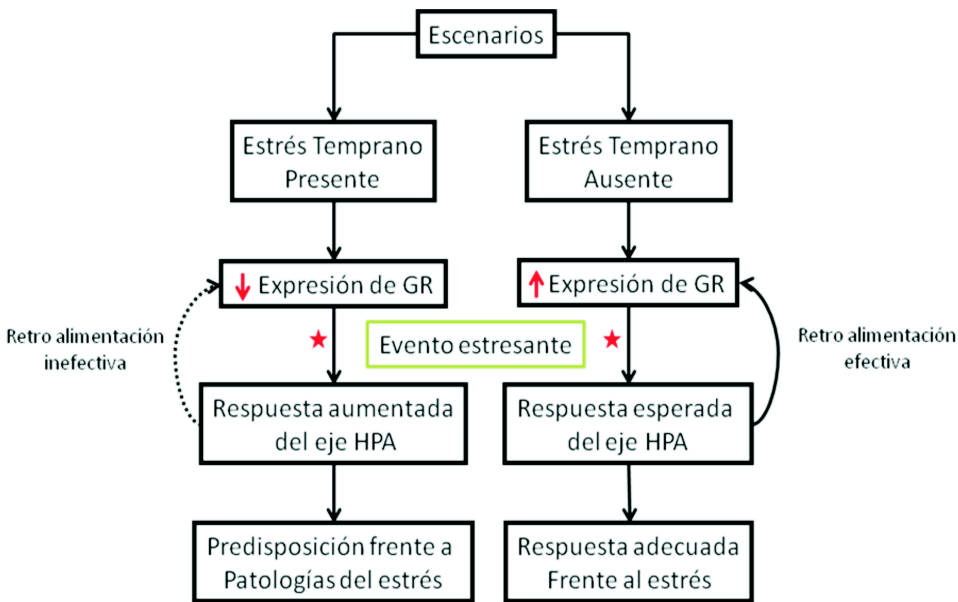 Escenarios
Estrés Temprano
Presente
Estrés Temprano
Ausente
↓ Expresión de GR
↑ Expresión de GR
Retro alimentación
inefectiva
★
Evento estresante
★
Retro alimentación
efectiva
Respuesta aumentada
del eje HPA
Respuesta esperada
del eje HPA
Predisposición frente a
Patologías del estrés
Respuesta adecuada
Frente al estrés